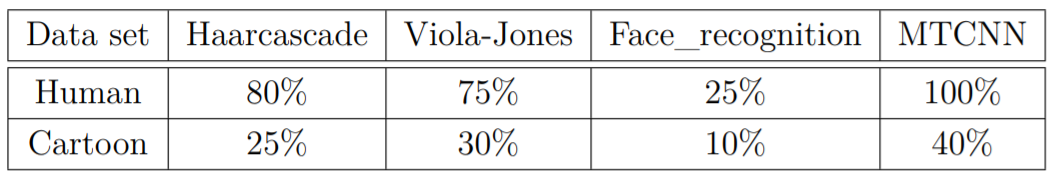 Data set Haarcascade Viola-Jones Face_recognition MTCNN
Human 80% 75% 25% 100%
Cartoon 25% 30% 10% 40%